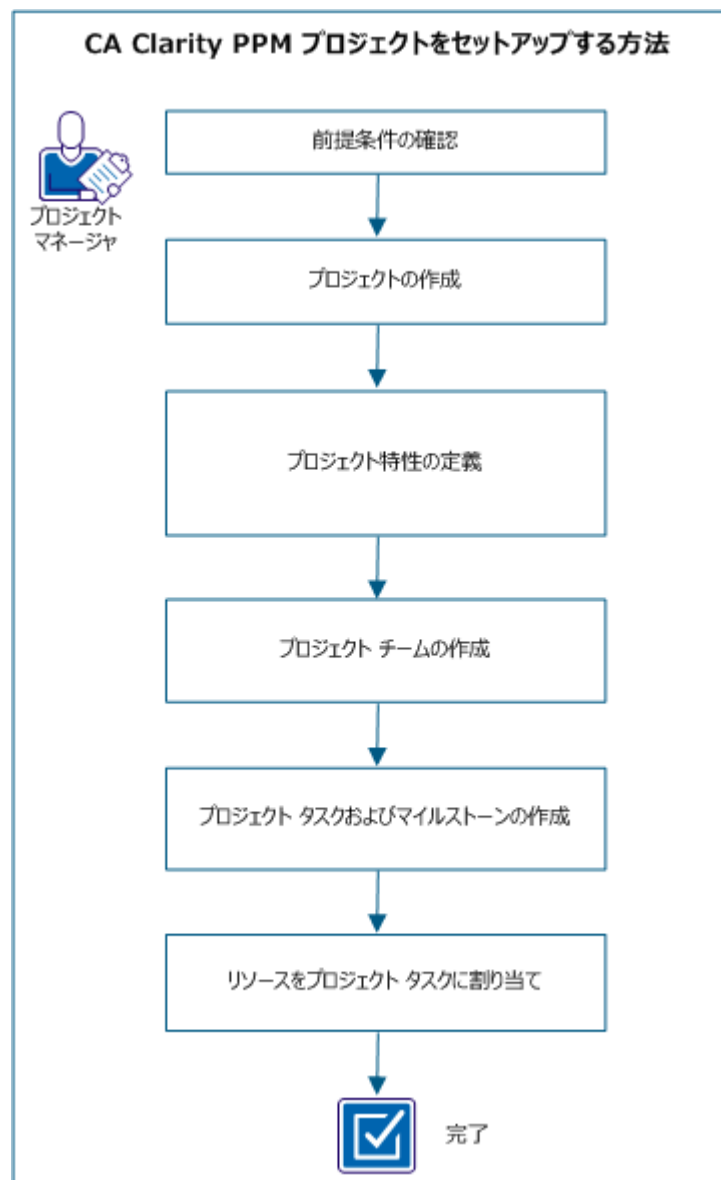 CA Clarity PPM プロジェクトをセットアップする方法
プロジェクト
マネージャ
前提条件の確認
プロジェクトの作成
プロジェクト特性の定義
プロジェクト チームの作成
プロジェクト タスクおよびマイルストーンの作成
リソースをプロジェクト タスクに割り当て
完了